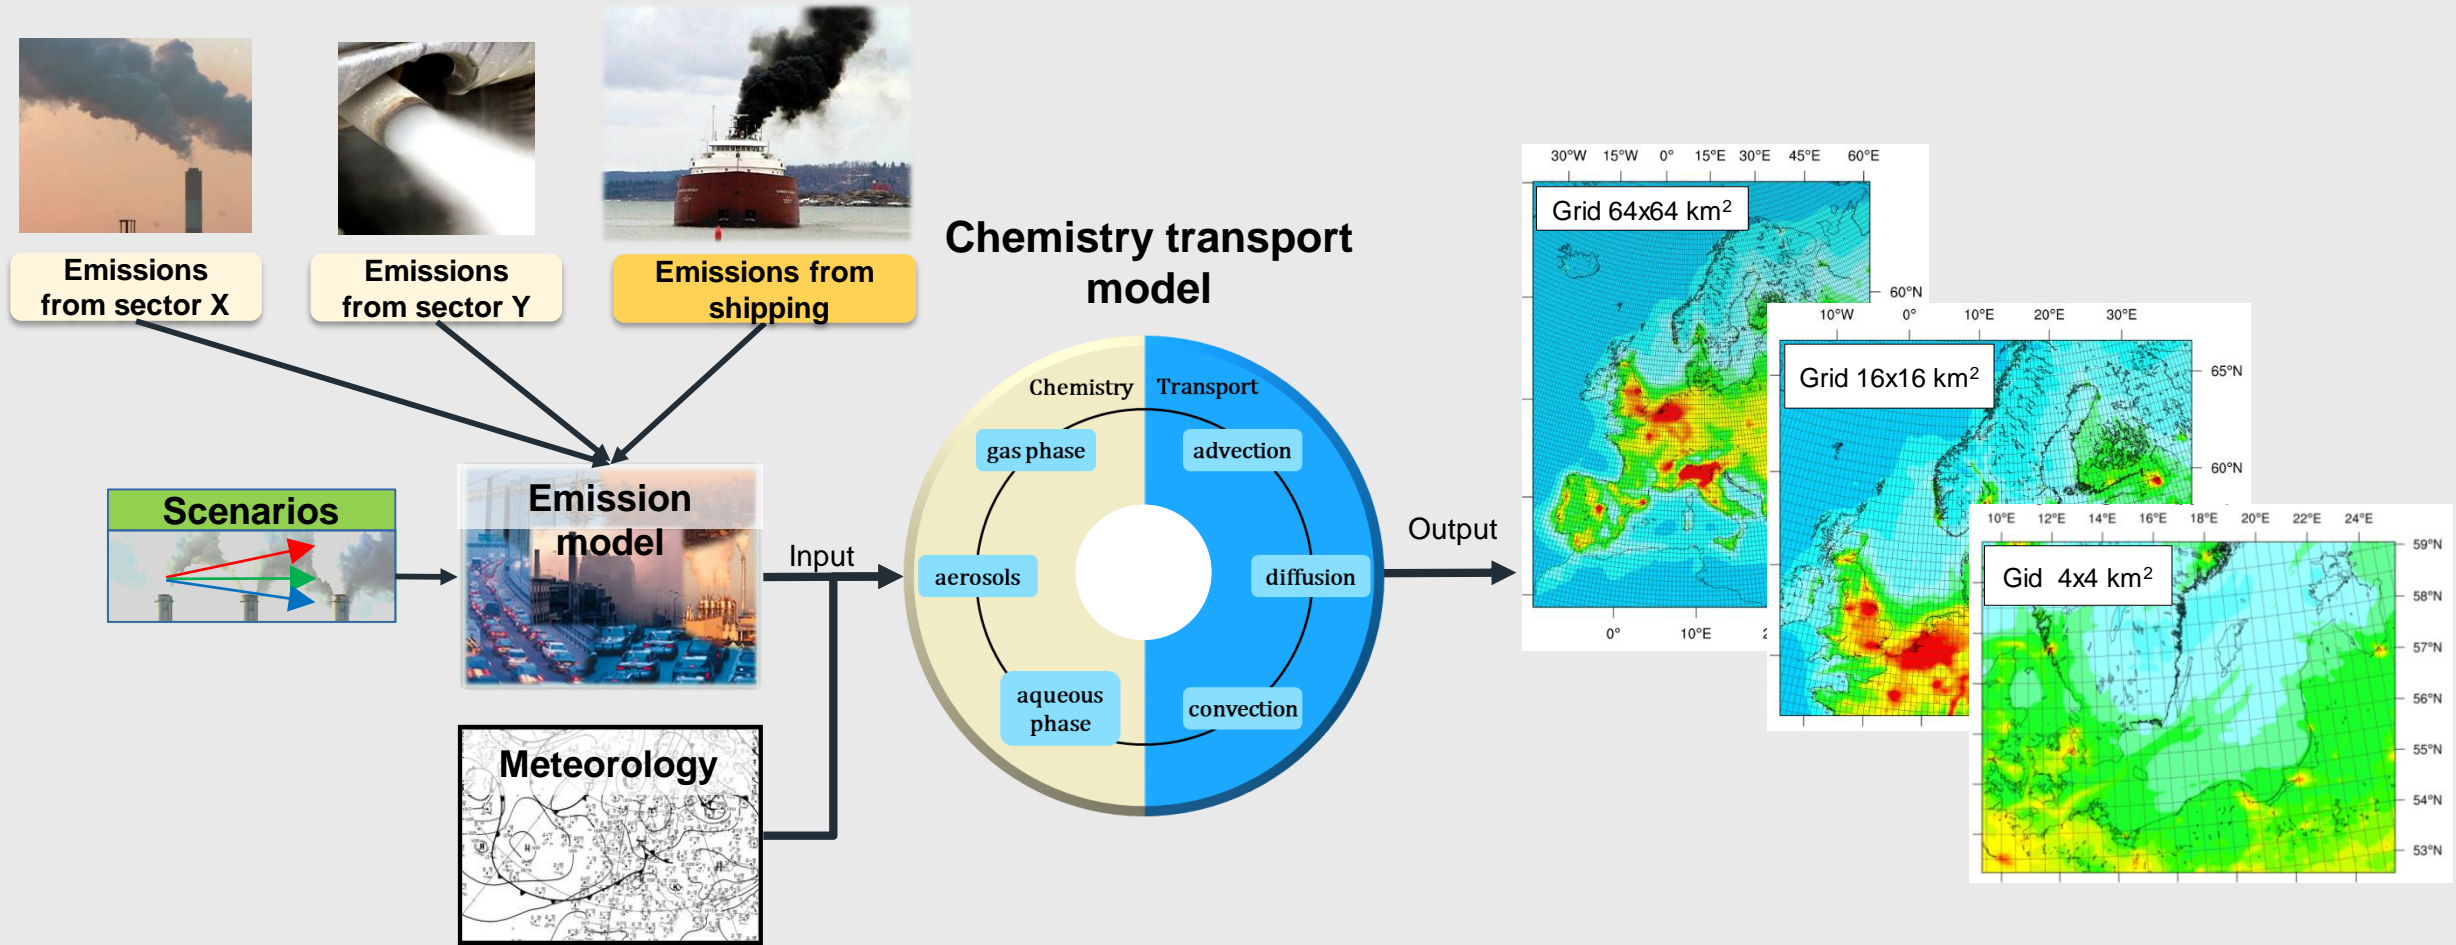 Emissions
from sector X
Emissions
from sector Y
Emissions from
shipping
Scenarios
Emission
model
Meteorology
Input
Chemistry transport
model
Chemistry
Transport
gas phase
advection
aerosols
diffusion
aqueous
phase
convection
Output
30°W 15°W 0° 15°E 30°E 45°E 60°E
Grid 64x64 km²
60°N
0° 10°E 2
10°W 0° 10°E 20°E 30°E
Grid 16x16 km²
65°N
60°N
10°E 12°E 14°E 16°E 18°E 20°E 22°E 24°E
Gid 4x4 km²
59°N
58°N
57°N
56°N
55°N
54°N
53°N